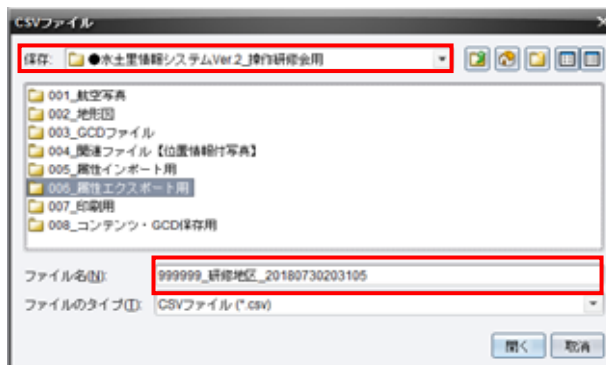 CSVファイル
保存: ●水土里情報システムVer.2_操作研修会用
001_航空写真
002_地形図
003_GCDファイル
004_関連ファイル【位置情報付写真】
005_属性インポート用
006_属性エクスポート用
007_印刷用
008_コンテンツ・GCD保存用
ファイル名(N): 999999_研修地区_20180730203105
ファイルのタイプ(T): CSVファイル (*.csv)
開く 取消